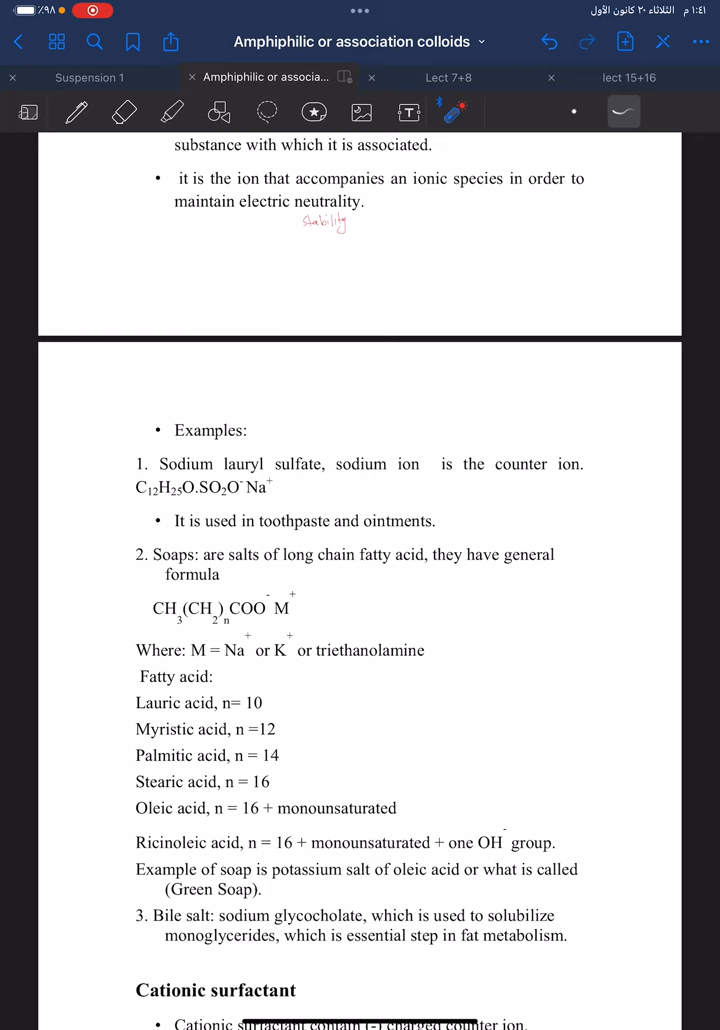 ٪٩٨
١:٤١ م الثلاثاء ٢٠ كانون الأول
Amphiphilic or association colloids
Suspension 1
Amphiphilic or associa...
Lect 7+8
lect 15+16
substance with which it is associated.
• it is the ion that accompanies an ionic species in order to
maintain electric neutrality.
stability
• Examples:
1. Sodium lauryl sulfate, sodium ion is the counter ion.
C₁₂H₂₅O.SO₂O⁻ Na⁺
• It is used in toothpaste and ointments.
2. Soaps: are salts of long chain fatty acid, they have general
formula
CH₃(CH₂)ₙCOO⁻ M⁺
Where: M = Na⁺ or K⁺ or triethanolamine
Fatty acid:
Lauric acid, n= 10
Myristic acid, n =12
Palmitic acid, n = 14
Stearic acid, n = 16
Oleic acid, n = 16 + monounsaturated
Ricinoleic acid, n = 16 + monounsaturated + one OH⁻ group.
Example of soap is potassium salt of oleic acid or what is called
(Green Soap).
3. Bile salt: sodium glycocholate, which is used to solubilize
monoglycerides, which is essential step in fat metabolism.
Cationic surfactant
• Cationic surfactant contain (-) charged counter ion.